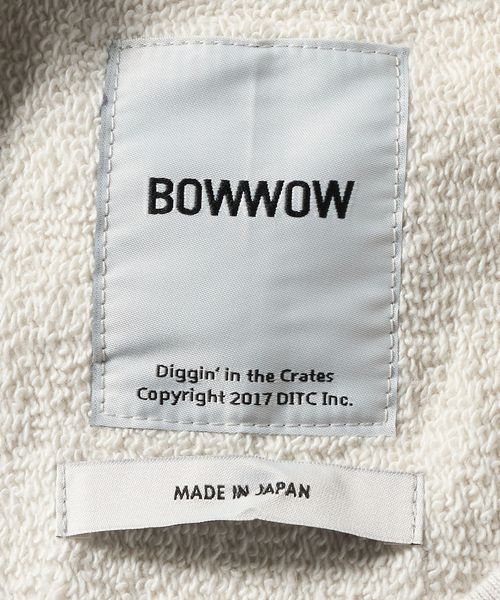 BOWWOW
Diggin' in the Crates
Copyright 2017 DITC Inc.
MADE IN JAPAN